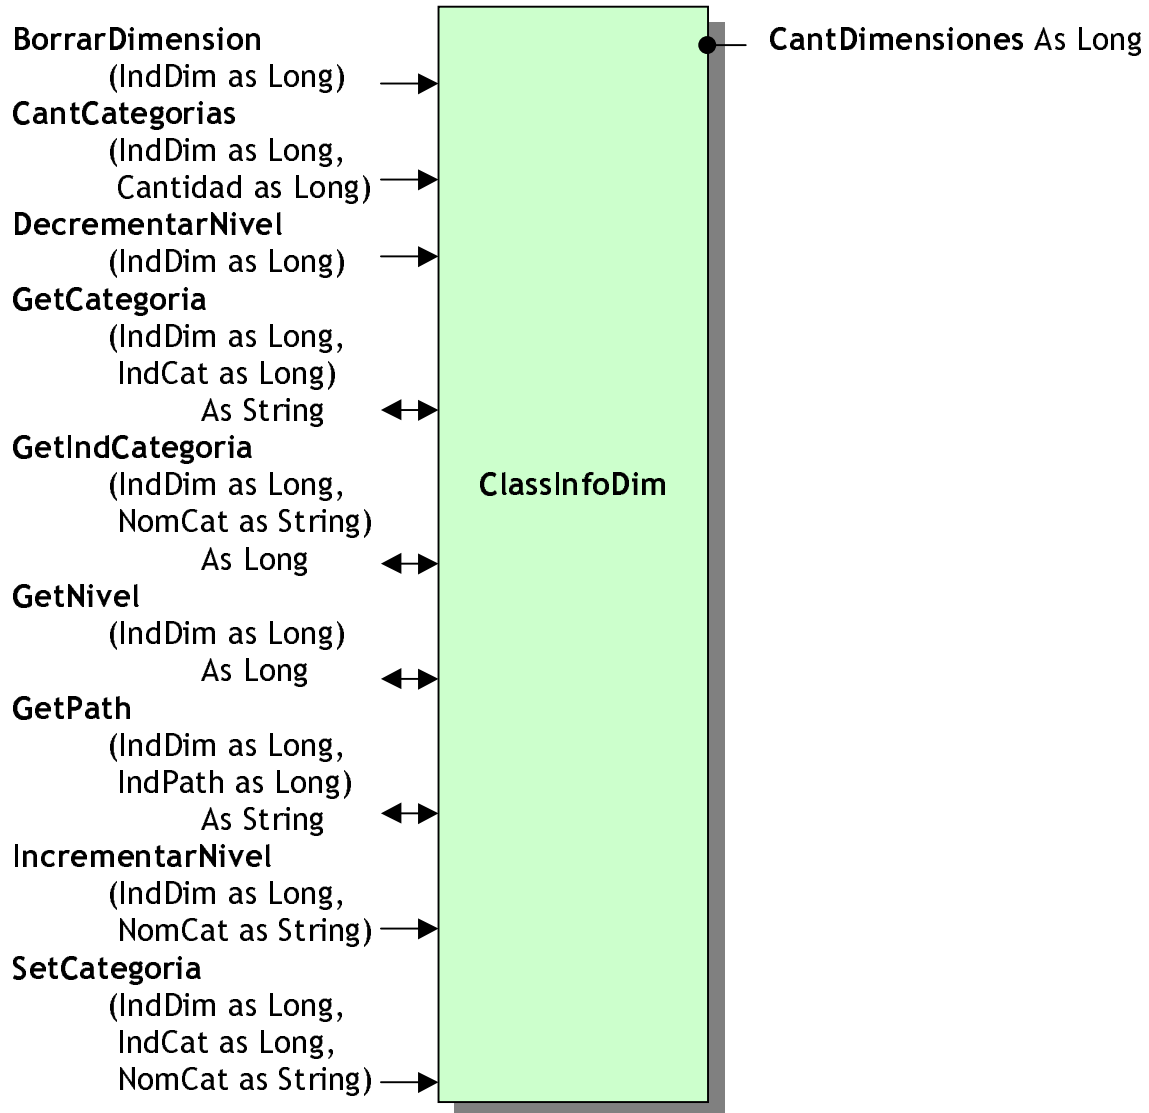 BorrarDimension
(IndDim as Long)
CantCategorias
(IndDim as Long,
Cantidad as Long)
DecrementarNivel
(IndDim as Long)
GetCategoria
(IndDim as Long,
IndCat as Long)
As String
GetIndCategoria
(IndDim as Long,
NomCat as String)
As Long
GetNivel
(IndDim as Long)
As Long
GetPath
(IndDim as Long,
IndPath as Long)
As String
IncrementarNivel
(IndDim as Long,
NomCat as String)
SetCategoria
(IndDim as Long,
IndCat as Long,
NomCat as String)
ClassInfoDim
CantDimensiones As Long